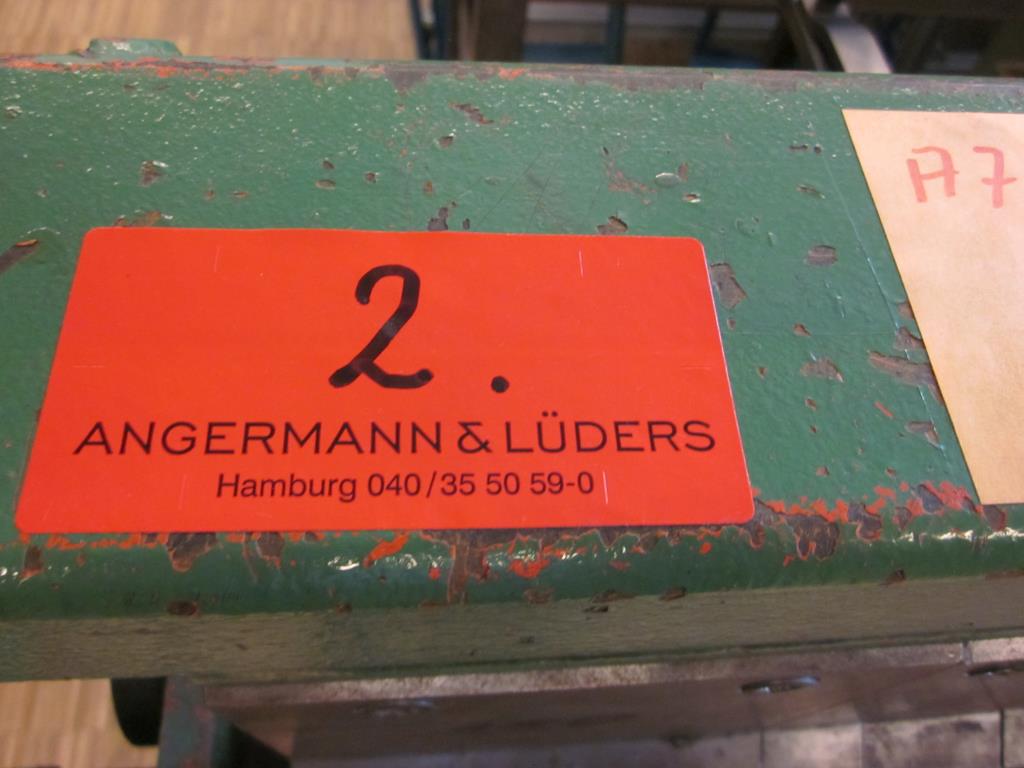 2.
ANGERMANN & LÜDERS
Hamburg 040/35 50 59-0
A7